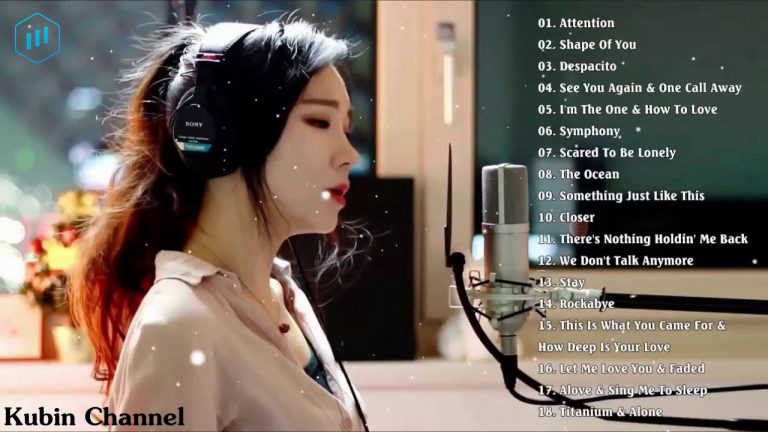 SONY
01. Attention
02. Shape Of You
03. Despacito
04. See You Again & One Call Away
05. I'm The One & How To Love
06. Symphony
07. Scared To Be Lonely
08. The Ocean
09. Something Just Like This
10. Closer
11. There's Nothing Holdin' Me Back
12. We Don't Talk Anymore
13. Stay
14. Rockabye
15. This Is What You Came For &
How Deep Is Your Love
16. Let Me Love You & Faded
17. Alove & Sing Me To Sleep
18. Titanium & Alone
Kubin Channel